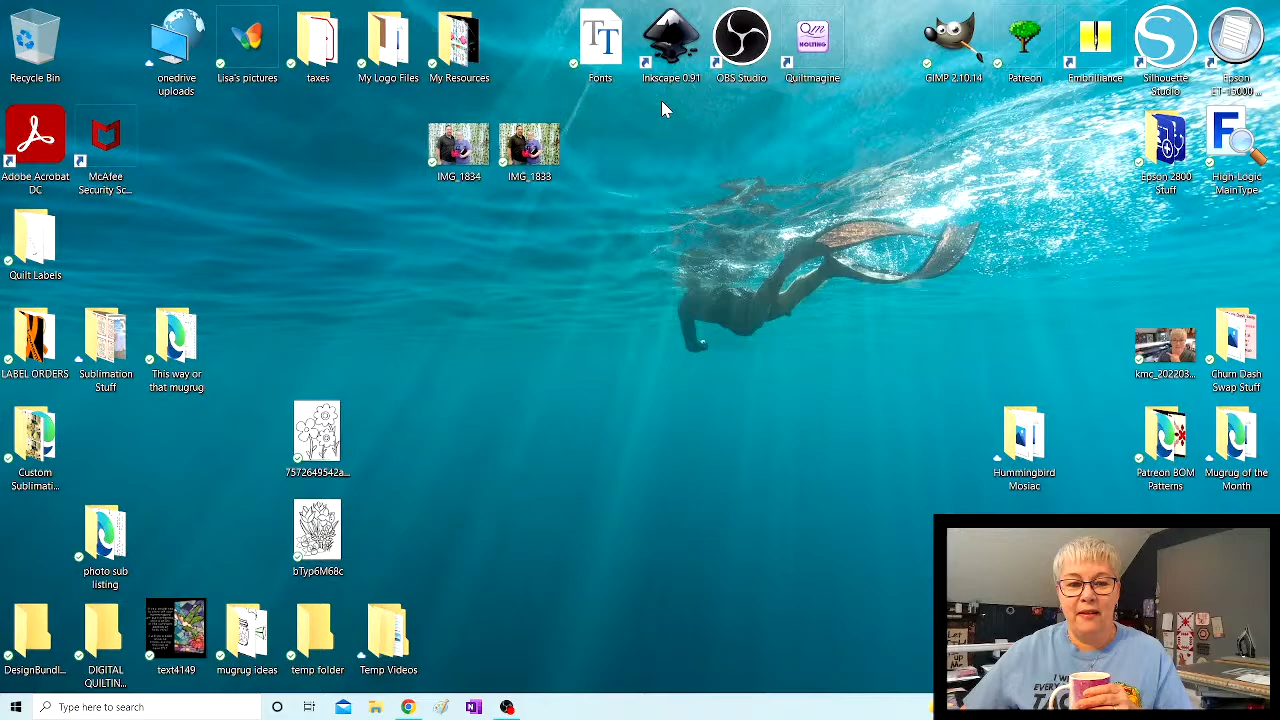 Recycle Bin
onedrive uploads
Lisa's pictures
taxes
My Logo Files
My Resources
Fonts
Inkscape 0.91
OBS Studio
Quiltmagine
GIMP 2.10.14
Patreon
Embrilliance
Silhouette Studio
Epson ET-15000 ...
Qm
NOLTING
Adobe Acrobat DC
McAfee Security Sc...
IMG_1834
IMG_1833
Epson 2800 Stuff
High-Logic MainType
Quilt Labels
LABEL ORDERS
Sublimation Stuff
This way or that mugrug
kmc_202203...
Churn Dash Swap Stuff
Custom Sublimati...
7572649542a...
Hummingbird Mosiac
Patreon BOM Patterns
Mugrug of the Month
photo sub listing
bTyp6M68c
DesignBundl...
DIGITAL QUILTIN...
text4149
mugrug ideas
temp folder
Temp Videos
Type here to search